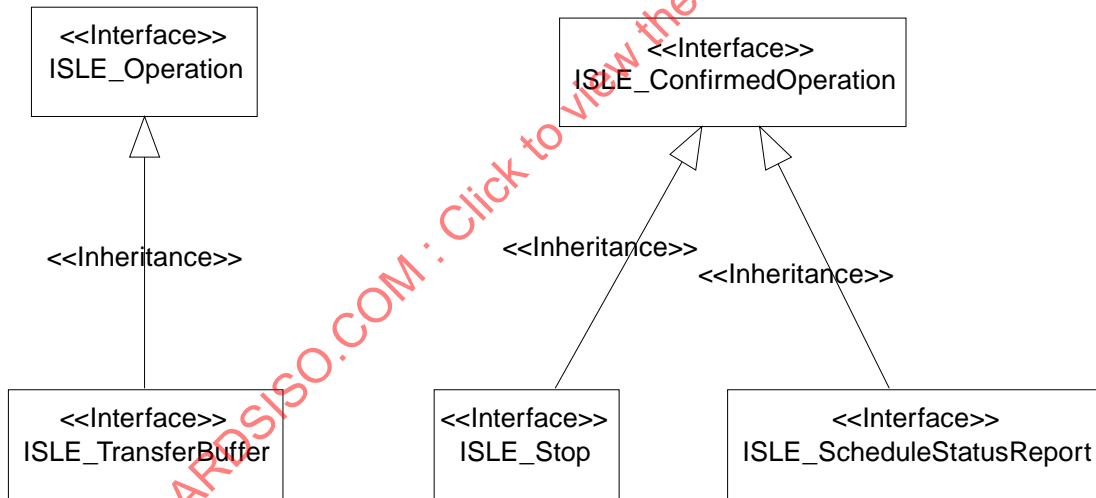 <<Interface>>
ISLE_Operation
<<Interface>>
ISLE_ConfirmedOperation
<<Inheritance>>
<<Inheritance>>
<<Inheritance>>
<<Interface>>
ISLE_TransferBuffer
<<Interface>>
ISLE_Stop
<<Interface>>
ISLE_ScheduleStatusReport
ARDSISO.COM : Click to view the